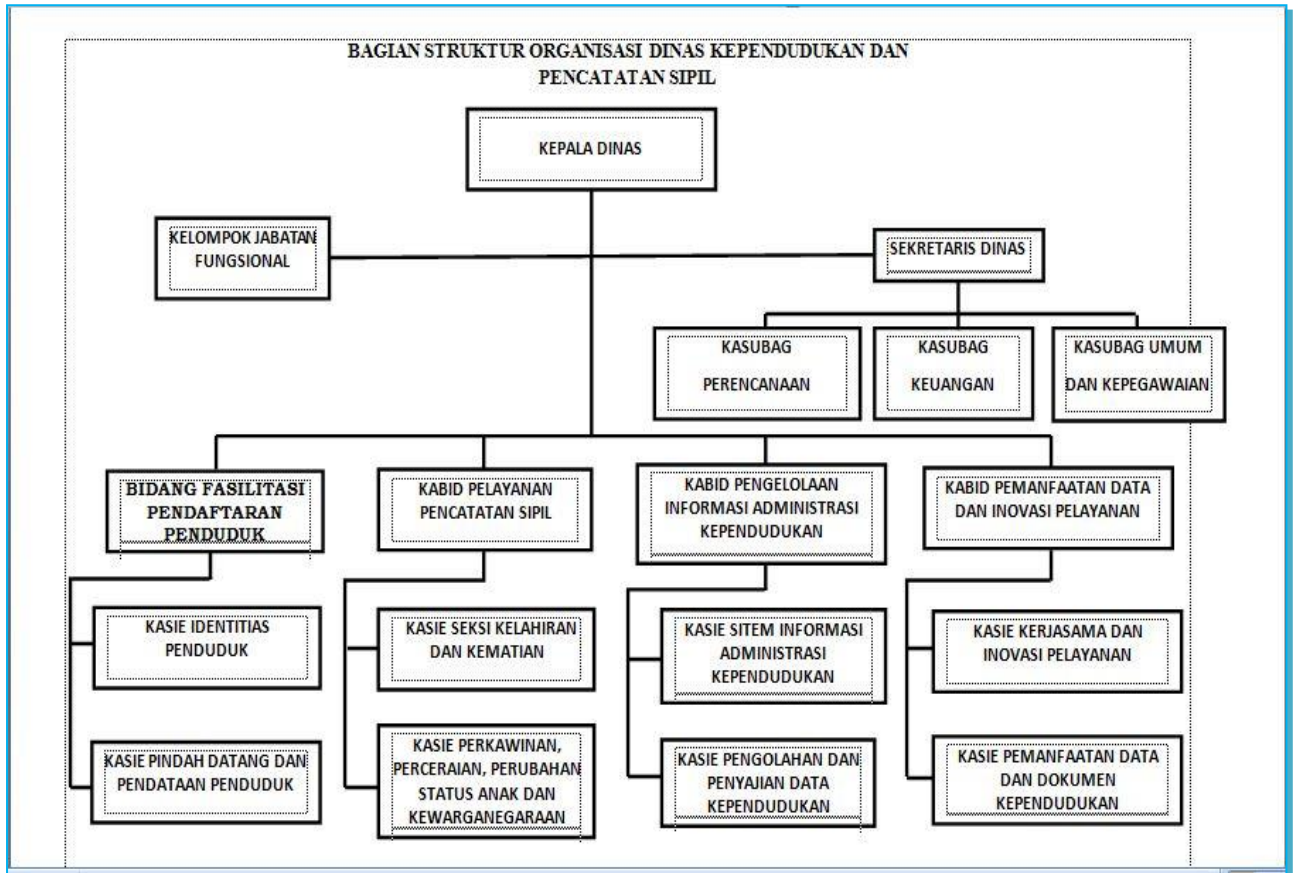 BAGIAN STRUKTUR ORGANISASI DINAS KEPENDUDUKAN DAN
PENCATATAN SIPIL
KEPALA DINAS
KELOMPOK JABATAN
FUNGSIONAL
SEKRETARIS DINAS
KASUBAG
PERENCANAAN
KASUBAG
KEUANGAN
KASUBAG UMUM
DAN KEPEGAWAIAN
BIDANG FASILITASI
PENDAFTARAN
PENDUDUK
KABID PELAYANAN
PENCATATAN SIPIL
KABID PENGELOLAAN
INFORMASI ADMINISTRASI
KEPENDUDUKAN
KABID PEMANFAATAN DATA
DAN INOVASI PELAYANAN
KASIE IDENTITIAS
PENDUDUK
KASIE SEKSI KELAHIRAN
DAN KEMATIAN
KASIE SITEM INFORMASI
ADMINISTRASI
KEPENDUDUKAN
KASIE KERJASAMA DAN
INOVASI PELAYANAN
KASIE PINDAH DATANG DAN
PENDATAAN PENDUDUK
KASIE PERKAWINAN,
PERCERAIAN, PERUBAHAN
STATUS ANAK DAN
KEWARGANEGARAAN
KASIE PENGOLAHAN DAN
PENYAJIAN DATA
KEPENDUDUKAN
KASIE PEMANFAATAN DATA
DAN DOKUMEN
KEPENDUDUKAN